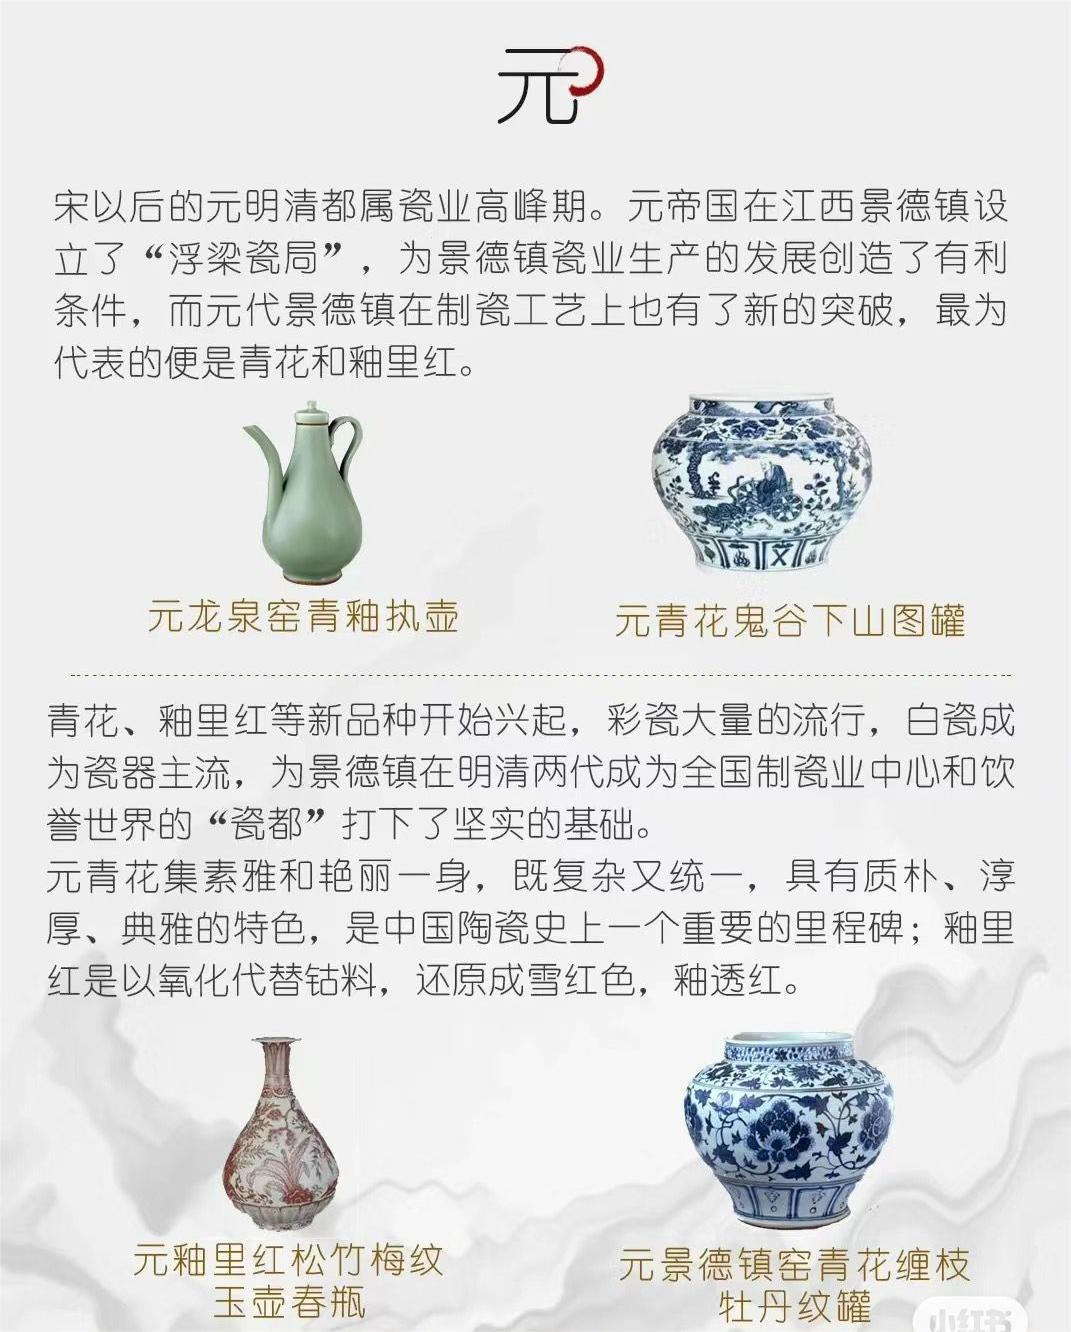 元
宋以后的元明清都属瓷业高峰期。元帝国在江西景德镇设
立了“浮梁瓷局”，为景德镇瓷业生产的发展创造了有利
条件，而元代景德镇在制瓷工艺上也有了新的突破，最为
代表的便是青花和釉里红。
元龙泉窑青釉执壶
元青花鬼谷下山图罐
青花、釉里红等新品种开始兴起，彩瓷大量的流行，白瓷成
为瓷器主流，为景德镇在明清两代成为全国制瓷业中心和饮
誉世界的“瓷都”打下了坚实的基础。
元青花集素雅和艳丽一身，既复杂又统一，具有质朴、淳
厚、典雅的特色，是中国陶瓷史上一个重要的里程碑；釉里
红是以氧化代替钴料，还原成雪红色，釉透红。
元釉里红松竹梅纹
玉壶春瓶
元景德镇窑青花缠枝
牡丹纹罐
小红书